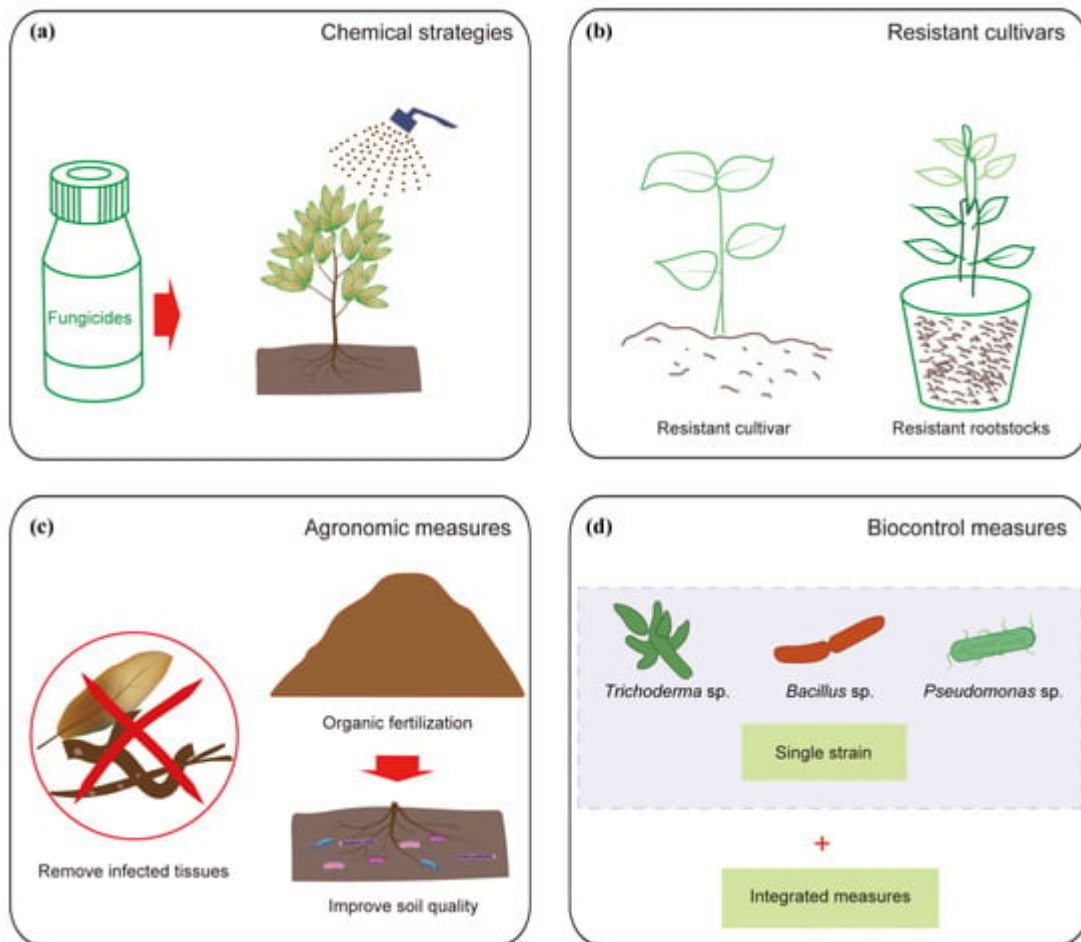 (a) Chemical strategies
Fungicides
(b) Resistant cultivars
Resistant cultivar
Resistant rootstocks
(c) Agronomic measures
Organic fertilization
Remove infected tissues
Improve soil quality
(d) Biocontrol measures
Trichoderma sp.
Bacillus sp.
Pseudomonas sp.
Single strain
+
Integrated measures